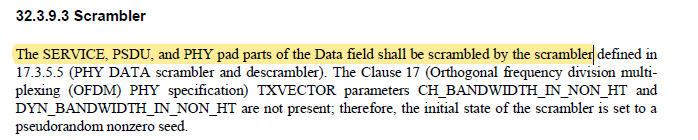 32.3.9.3 Scrambler
The SERVICE, PSDU, and PHY pad parts of the Data field shall be scrambled by the scrambler defined in
17.3.5.5 (PHY DATA scrambler and descrambler). The Clause 17 (Orthogonal frequency division multi-
plexing (OFDM) PHY specification) TXVECTOR parameters CH_BANDWIDTH_IN_NON_HT and
DYN_BANDWIDTH_IN_NON_HT are not present; therefore, the initial state of the scrambler is set to a
pseudorandom nonzero seed.